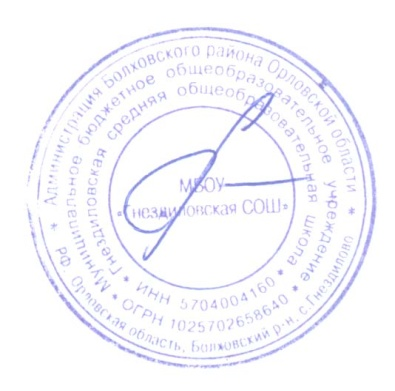 * Администрация Болховского района Орловской области *
РФ, Орловская область, Болховский р-н, с.Гнездилово
Муниципальное бюджетное общеобразовательное учреждение
* Гнездиловская средняя общеобразовательная школа *
* ОГРН 1025702658640 *
* ИНН 5704004160 *
МБОУ
«Гнездиловская СОШ»